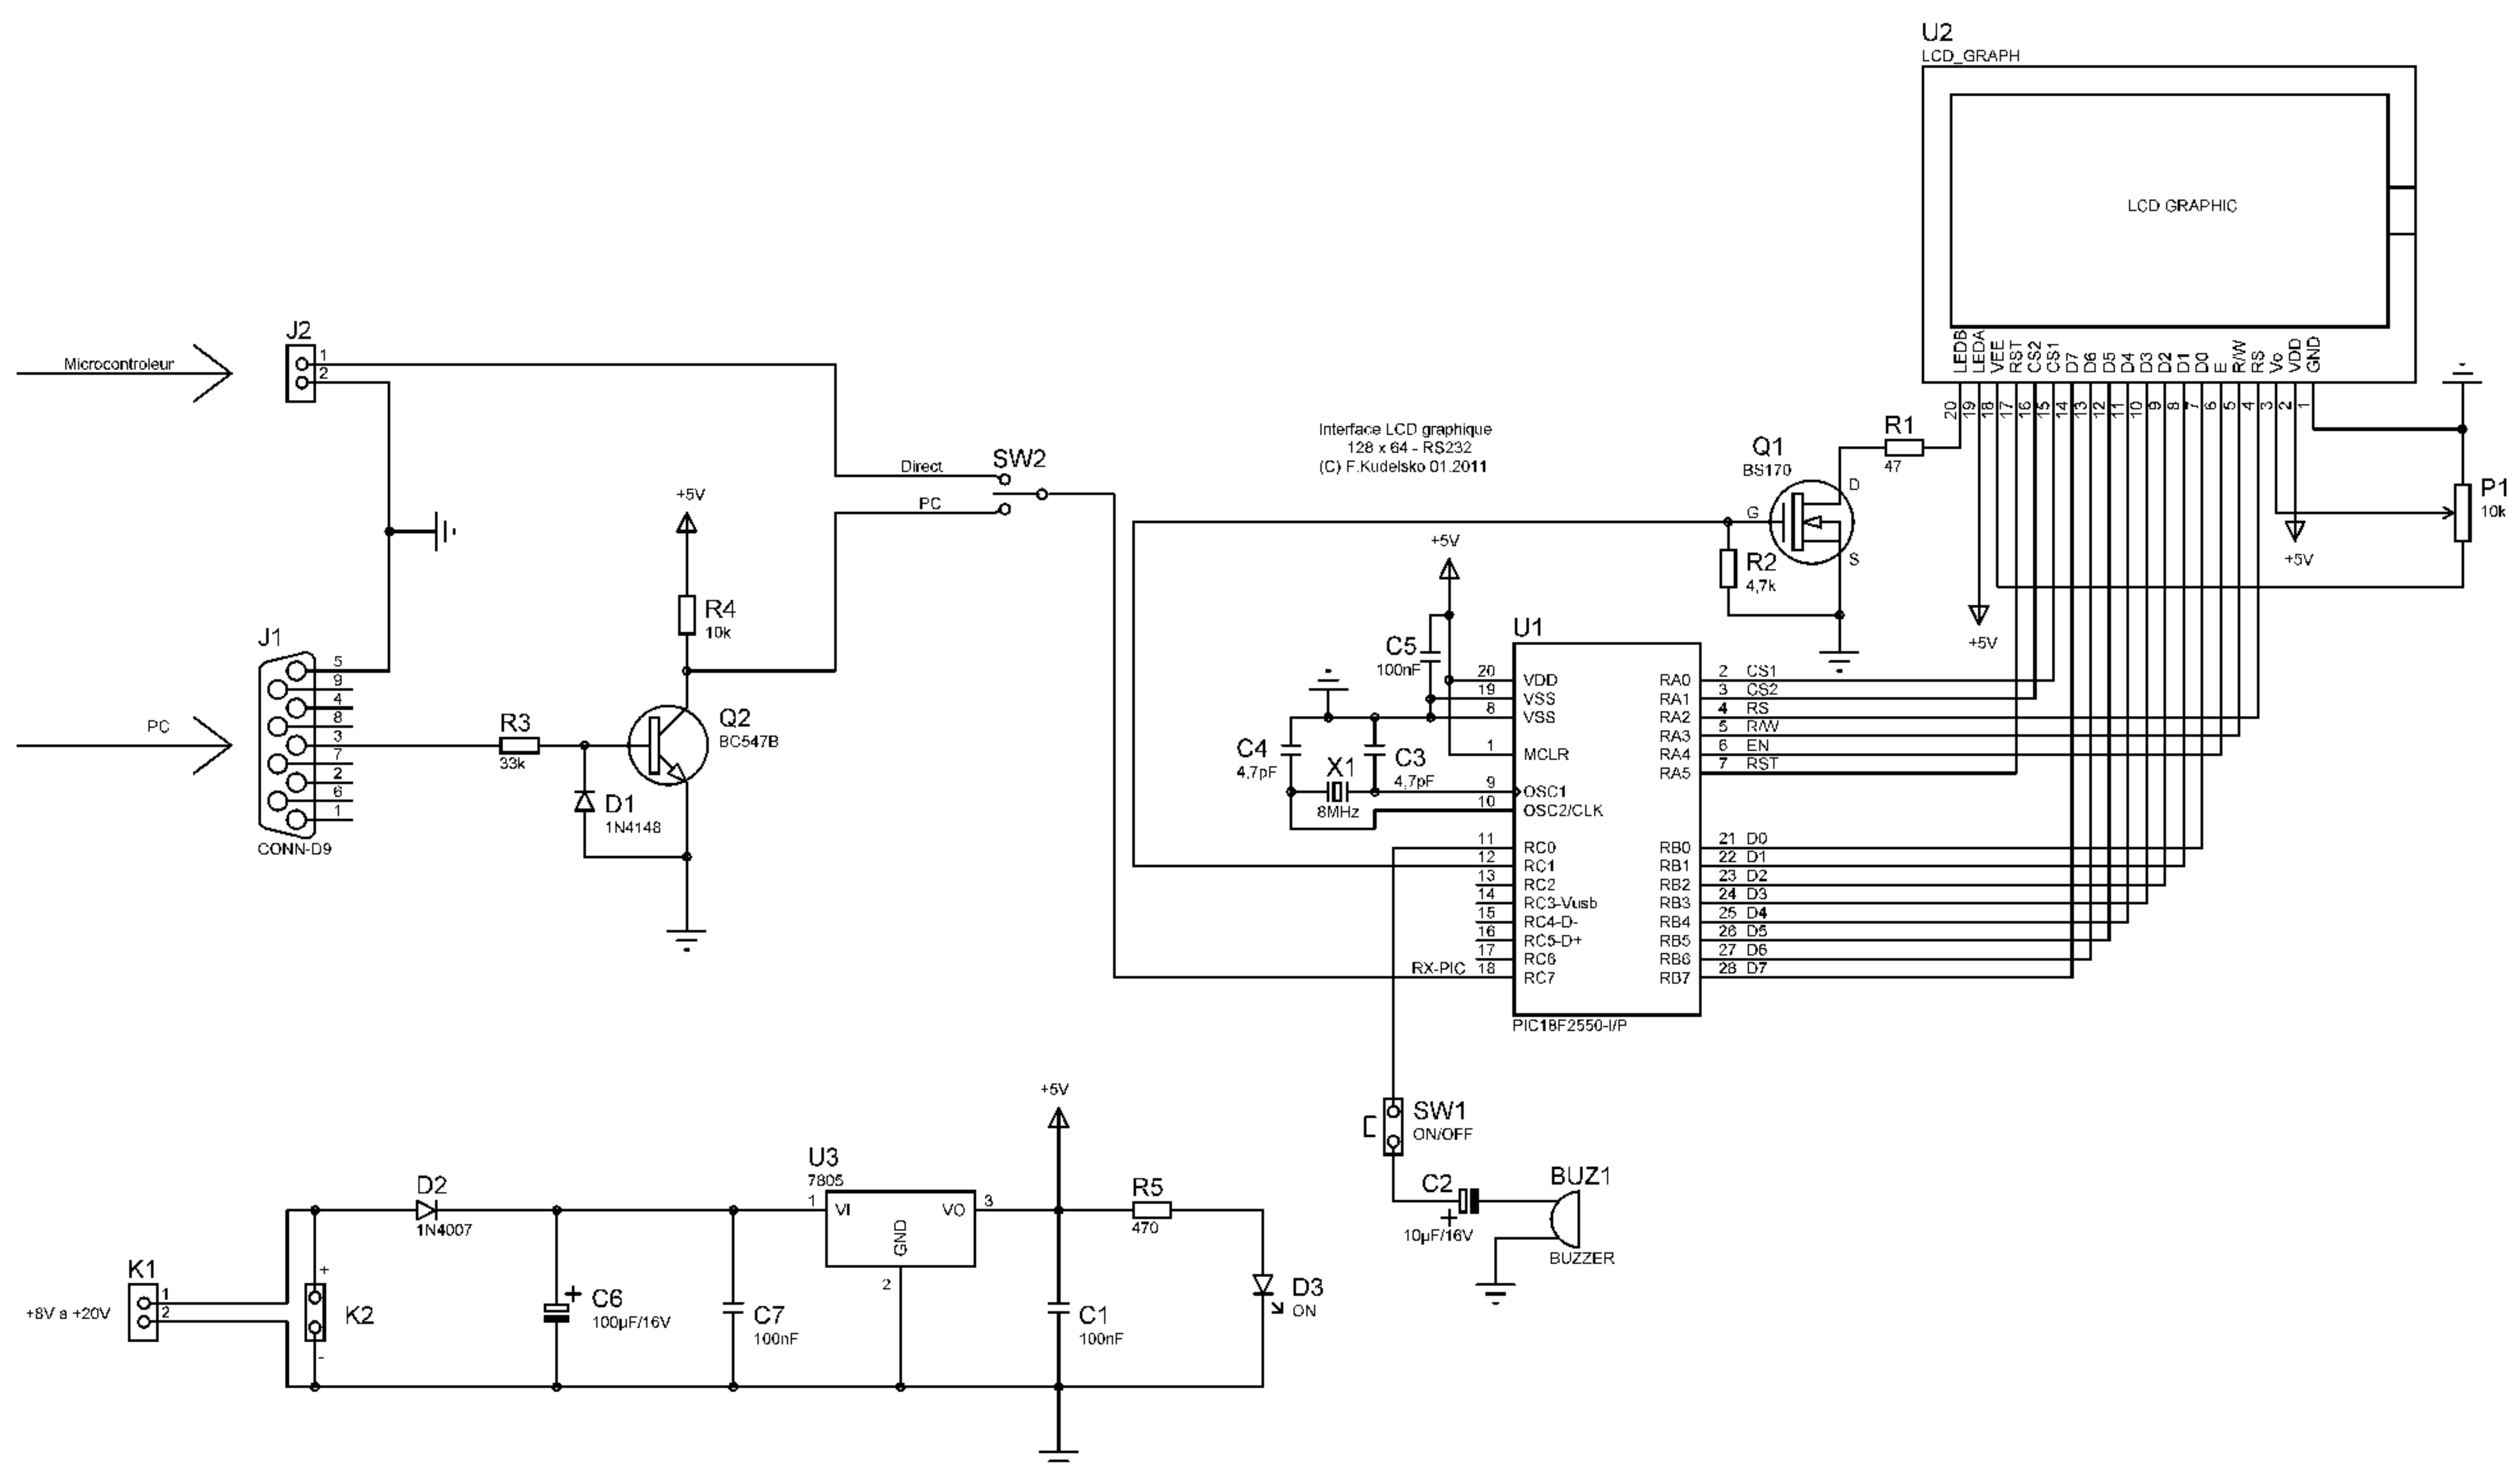 U2
LCD_GRAPH
LCD GRAPHIC
LEDB
LEDA
VEE
RST
CS2
CS1
D7
D6
D5
D4
D3
D2
D1
D0
E
R/W
RS
Vo
VDD
GND
20
19
18
17
16
15
14
13
12
11
10
9
8
7
6
5
4
3
2
1
J2
1
2
Microcontroleur
Direct
SW2
PC
+5V
R4
10k
J1
5
9
4
8
3
7
2
6
1
CONN-D9
PC
R3
33k
Q2
BC547B
D1
1N4148
Interface LCD graphique
128 x 64 - RS232
(C) F.Kudelsko 01.2011
R1
47
Q1
BS170
D
G
S
R2
4,7k
P1
10k
+5V
+5V
+5V
C5
100nF
C4
4,7pF
C3
4,7pF
X1
8MHz
U1
20 VDD
19 VSS
8 VSS
1 MCLR
9 OSC1
10 OSC2/CLK
11 RC0
12 RC1
13 RC2
14 RC3-Vusb
15 RC4-D-
16 RC5-D+
17 RC6
RX-PIC 18 RC7
RA0 2 CS1
RA1 3 CS2
RA2 4 RS
RA3 5 R/W
RA4 6 EN
RA5 7 RST
RB0 21 D0
RB1 22 D1
RB2 23 D2
RB3 24 D3
RB4 25 D4
RB5 26 D5
RB6 27 D6
RB7 28 D7
PIC18F2550-I/P
SW1
ON/OFF
C2
+
10µF/16V
BUZ1
BUZZER
+5V
U3
7805
1
VI
VO
3
GND
2
D2
1N4007
R5
470
K1
1
2
+8V a +20V
+
K2
-
+
C6
100µF/16V
C7
100nF
C1
100nF
D3
ON